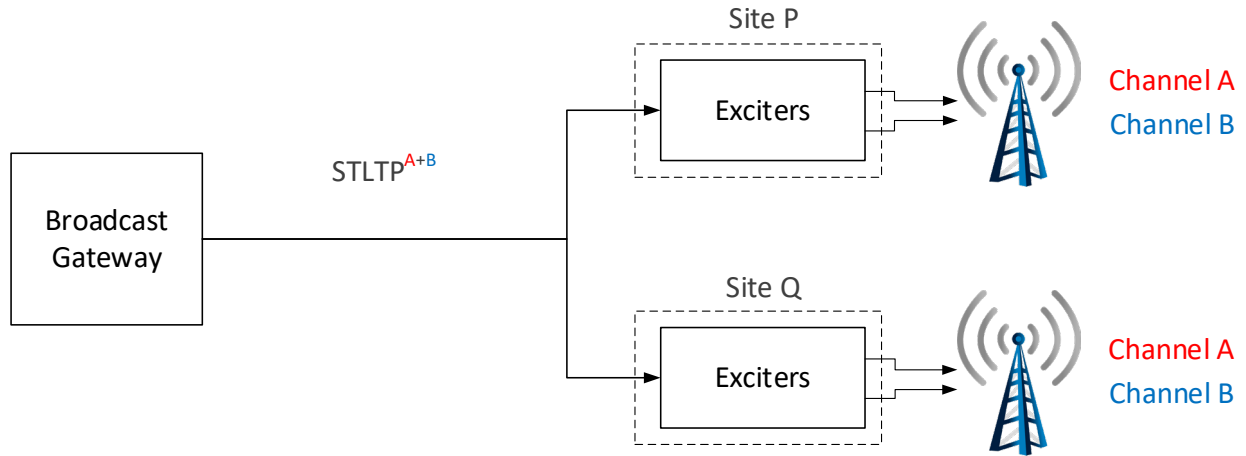 Site P
Exciters
Channel A
Channel B
STLTP^A+B
Broadcast
Gateway
Site Q
Exciters
Channel A
Channel B